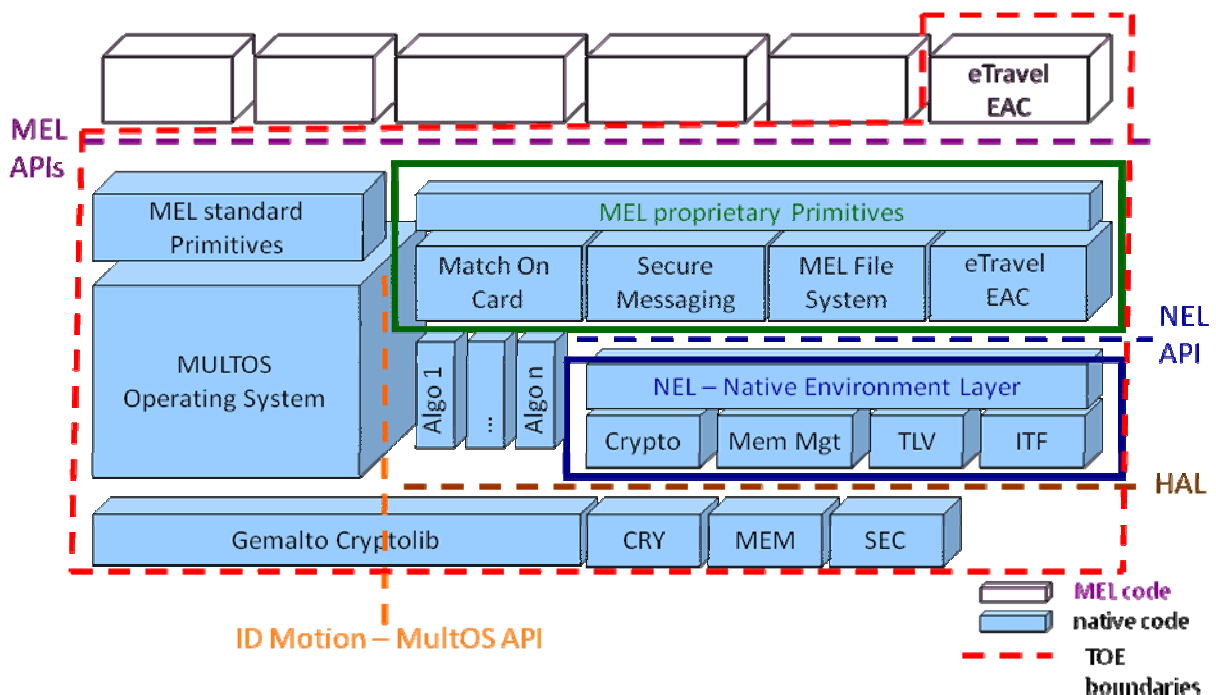 eTravel
EAC
MEL
APIs
MEL standard
Primitives
MEL proprietary Primitives
Match On
Card
Secure
Messaging
MEL File
System
eTravel
EAC
NEL
API
MULTOS
Operating System
Algo 1
...
Algo n
NEL – Native Environment Layer
Crypto
Mem Mgt
TLV
ITF
HAL
Gemalto Cryptolib
CRY
MEM
SEC
ID Motion – MultOS API
MEL code
native code
TOE
boundaries